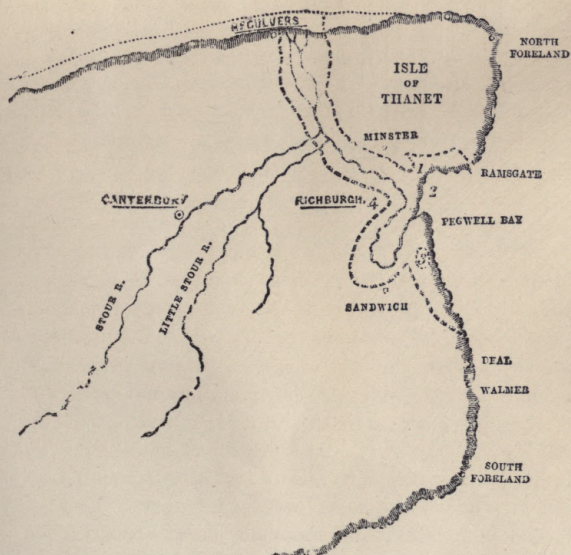 RECULVERS
NORTH
FORELAND
ISLE
OF
THANET
MINSTER
1
RAMSGATE
2
CANTERBURY
RICHBURGH.
4
PEGWELL BAY
3
STOUR R.
LITTLE STOUR R.
SANDWICH
DEAL
WALMER
SOUTH
FORELAND